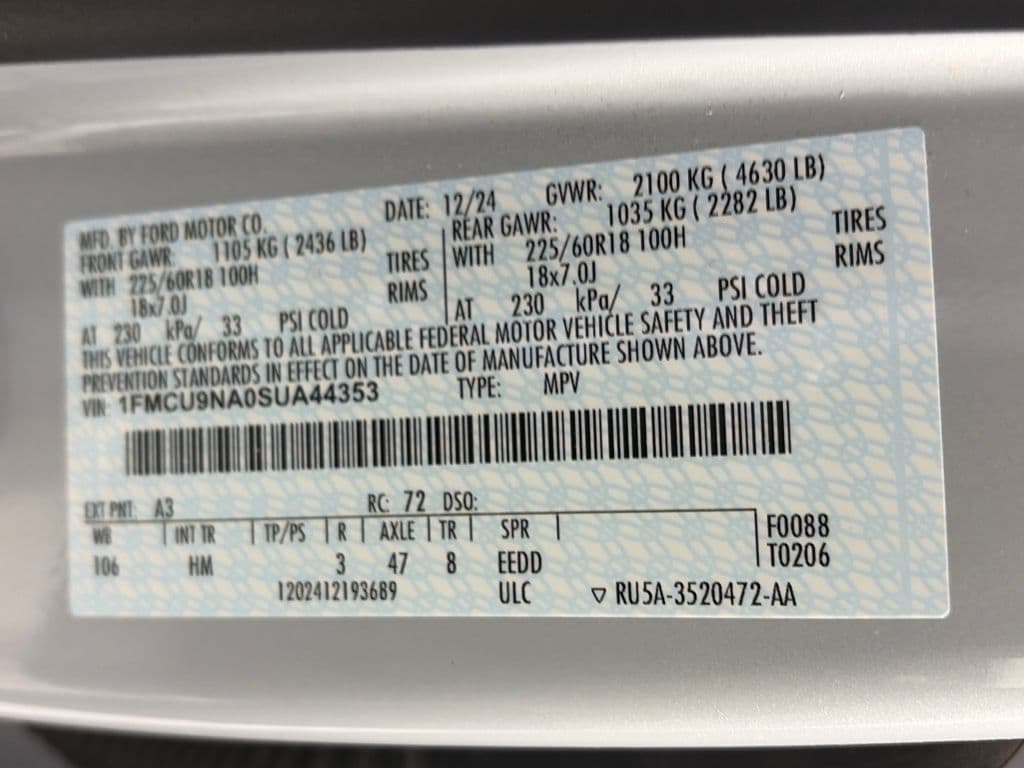 MFD. BY FORD MOTOR CO. DATE: 12/24 GVWR: 2100 KG ( 4630 LB)
FRONT GAWR: 1105 KG ( 2436 LB) REAR GAWR: 1035 KG ( 2282 LB)
WITH 225/60R18 100H TIRES WITH 225/60R18 100H TIRES
18x7.0J RIMS 18x7.0J RIMS
AT 230 kPa/ 33 PSI COLD AT 230 kPa/ 33 PSI COLD
THIS VEHICLE CONFORMS TO ALL APPLICABLE FEDERAL MOTOR VEHICLE SAFETY AND THEFT
PREVENTION STANDARDS IN EFFECT ON THE DATE OF MANUFACTURE SHOWN ABOVE.
VIN: 1FMCU9NA0SUA44353 TYPE: MPV
EXT PNT: A3 RC: 72 DSO:
WB INT TR TP/PS R AXLE TR SPR F0088
106 HM 3 47 8 EEDD T0206
1202412193689 ULC ▽ RU5A-3520472-AA